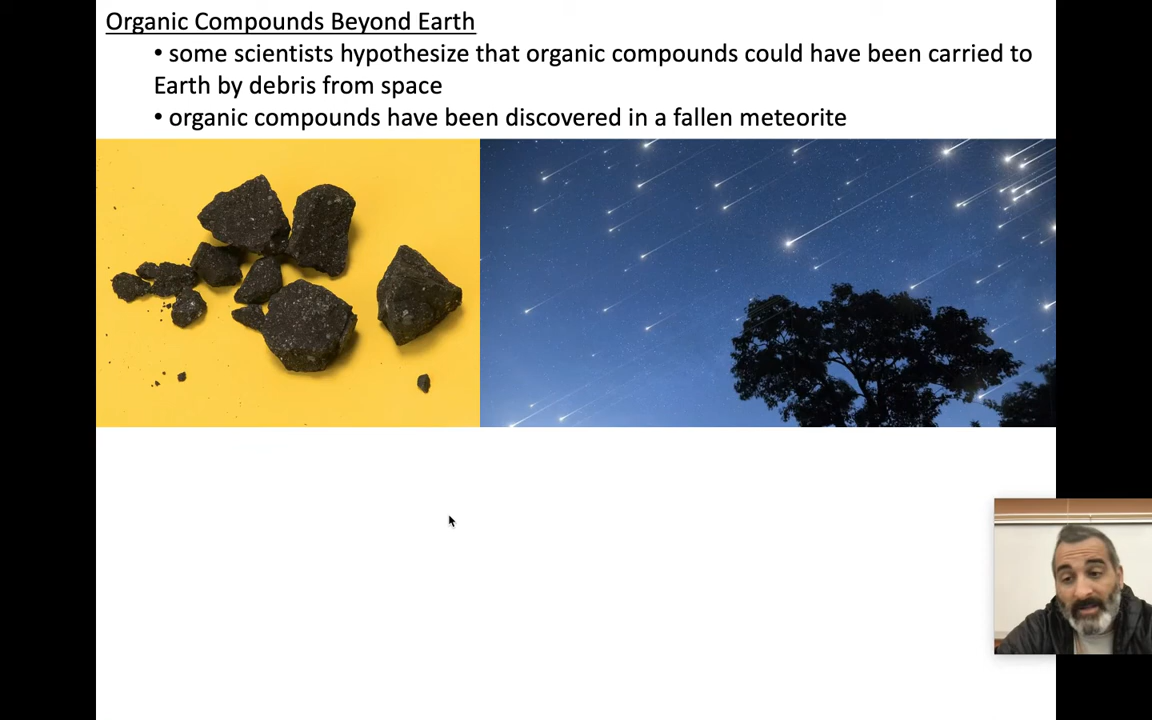 Organic Compounds Beyond Earth
• some scientists hypothesize that organic compounds could have been carried to
Earth by debris from space
• organic compounds have been discovered in a fallen meteorite